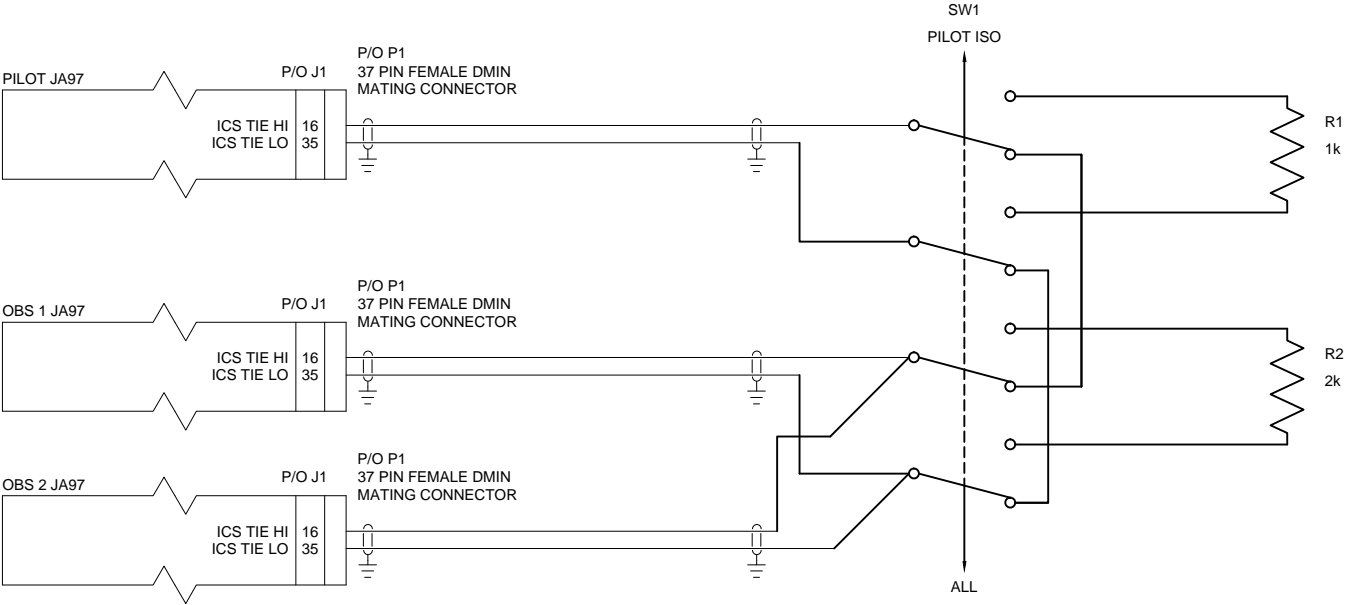 SW1
PILOT ISO
PILOT JA97
P/O J1
P/O P1
37 PIN FEMALE DMIN
MATING CONNECTOR
ICS TIE HI 16
ICS TIE LO 35
R1
1k
OBS 1 JA97
P/O J1
P/O P1
37 PIN FEMALE DMIN
MATING CONNECTOR
ICS TIE HI 16
ICS TIE LO 35
R2
2k
OBS 2 JA97
P/O J1
P/O P1
37 PIN FEMALE DMIN
MATING CONNECTOR
ICS TIE HI 16
ICS TIE LO 35
ALL